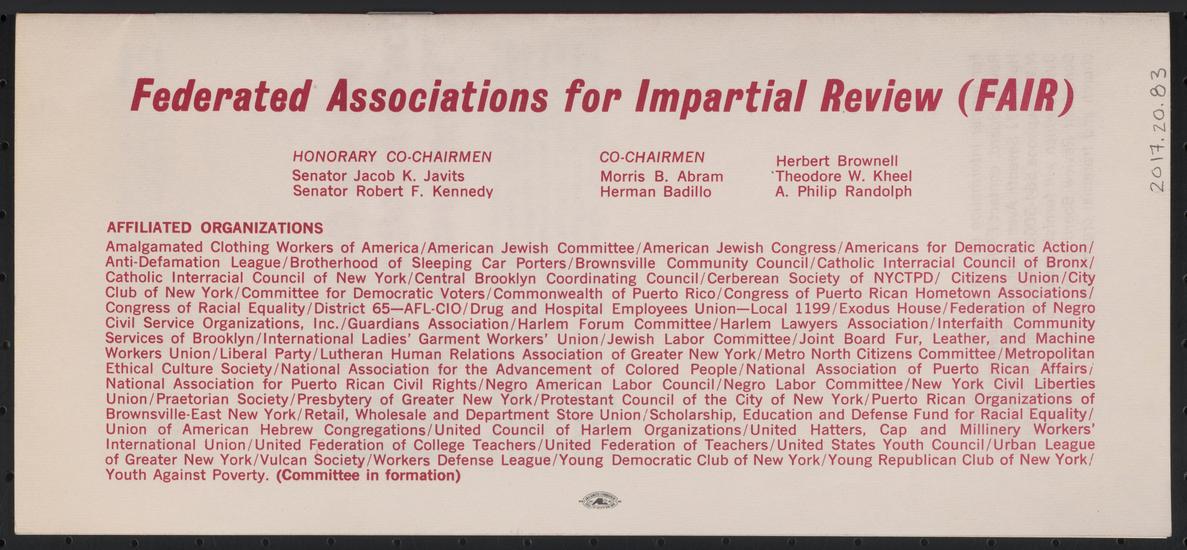 Federated Associations for Impartial Review (FAIR)
HONORARY CO-CHAIRMEN
Senator Jacob K. Javits
Senator Robert F. Kennedy
CO-CHAIRMEN
Morris B. Abram
Herman Badillo
Herbert Brownell
Theodore W. Kheel
A. Philip Randolph
AFFILIATED ORGANIZATIONS
Amalgamated Clothing Workers of America/American Jewish Committee/American Jewish Congress/Americans for Democratic Action/
Anti-Defamation League/Brotherhood of Sleeping Car Porters/Brownsville Community Council/Catholic Interracial Council of Bronx/
Catholic Interracial Council of New York/Central Brooklyn Coordinating Council/Cerberean Society of NYCTPD/ Citizens Union/City
Club of New York/Committee for Democratic Voters/Commonwealth of Puerto Rico/Congress of Puerto Rican Hometown Associations/
Congress of Racial Equality/District 65—AFL-CIO/Drug and Hospital Employees Union—Local 1199/Exodus House/Federation of Negro
Civil Service Organizations, Inc./Guardians Association/Harlem Forum Committee/Harlem Lawyers Association/Interfaith Community
Services of Brooklyn/International Ladies' Garment Workers' Union/Jewish Labor Committee/Joint Board Fur, Leather, and Machine
Workers Union/Liberal Party/Lutheran Human Relations Association of Greater New York/Metro North Citizens Committee/Metropolitan
Ethical Culture Society/National Association for the Advancement of Colored People/National Association of Puerto Rican Affairs/
National Association for Puerto Rican Civil Rights/Negro American Labor Council/Negro Labor Committee/New York Civil Liberties
Union/Praetorian Society/Presbytery of Greater New York/Protestant Council of the City of New York/Puerto Rican Organizations of
Brownsville-East New York/Retail, Wholesale and Department Store Union/Scholarship, Education and Defense Fund for Racial Equality/
Union of American Hebrew Congregations/United Council of Harlem Organizations/United Hatters, Cap and Millinery Workers'
International Union/United Federation of College Teachers/United Federation of Teachers/United States Youth Council/Urban League
of Greater New York/Vulcan Society/Workers Defense League/Young Democratic Club of New York/Young Republican Club of New York/
Youth Against Poverty. (Committee in formation)
2017.20.83